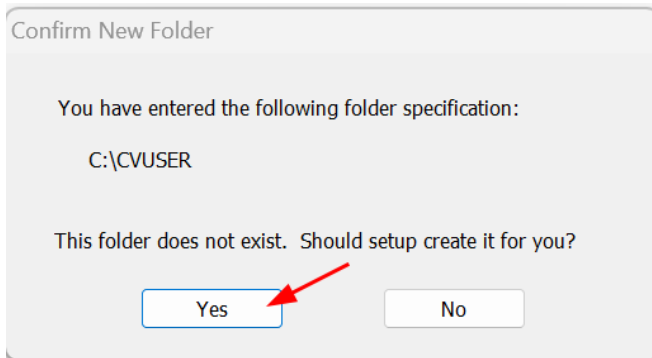 Confirm New Folder
You have entered the following folder specification:
C:\CVUSER
This folder does not exist.  Should setup create it for you?
Yes
No